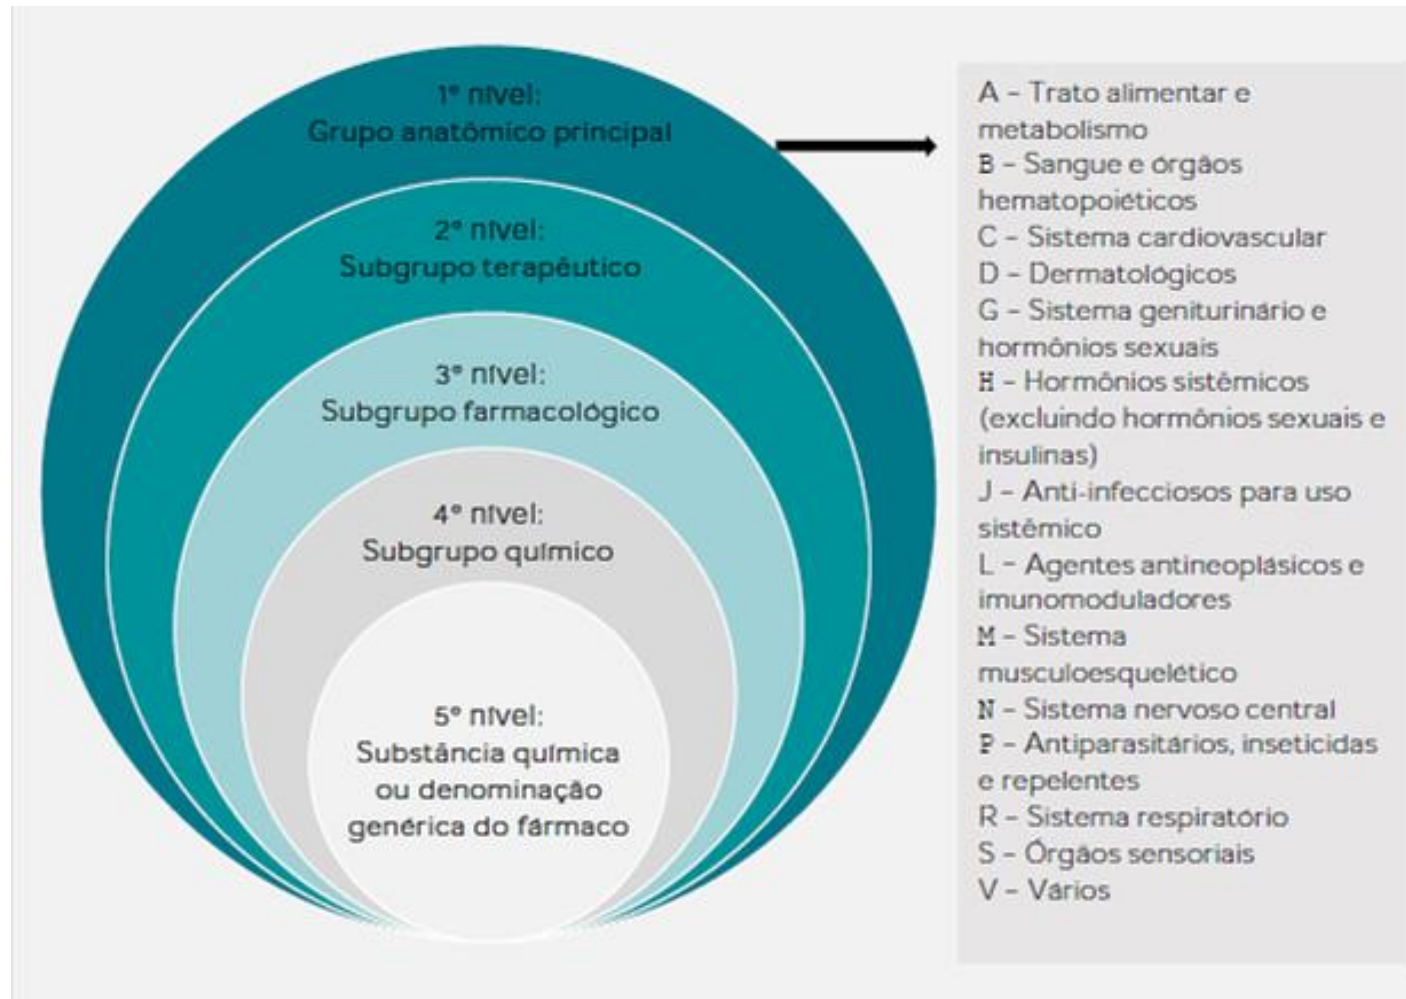 1º nível:
Grupo anatômico principal
2º nível:
Subgrupo terapêutico
3º nível:
Subgrupo farmacológico
4º nível:
Subgrupo químico
5º nível:
Substância química
ou denominação
genérica do fármaco
A – Trato alimentar e
metabolismo
B – Sangue e órgãos
hematopoiéticos
C – Sistema cardiovascular
D – Dermatológicos
G – Sistema geniturinário e
hormônios sexuais
H – Hormônios sistêmicos
(excluindo hormônios sexuais e
insulinas)
J – Anti-infecciosos para uso
sistêmico
L – Agentes antineoplásicos e
imunomoduladores
M – Sistema
musculoesquelético
N – Sistema nervoso central
P – Antiparasitários, inseticidas
e repelentes
R – Sistema respiratório
S – Órgãos sensoriais
V – Vários